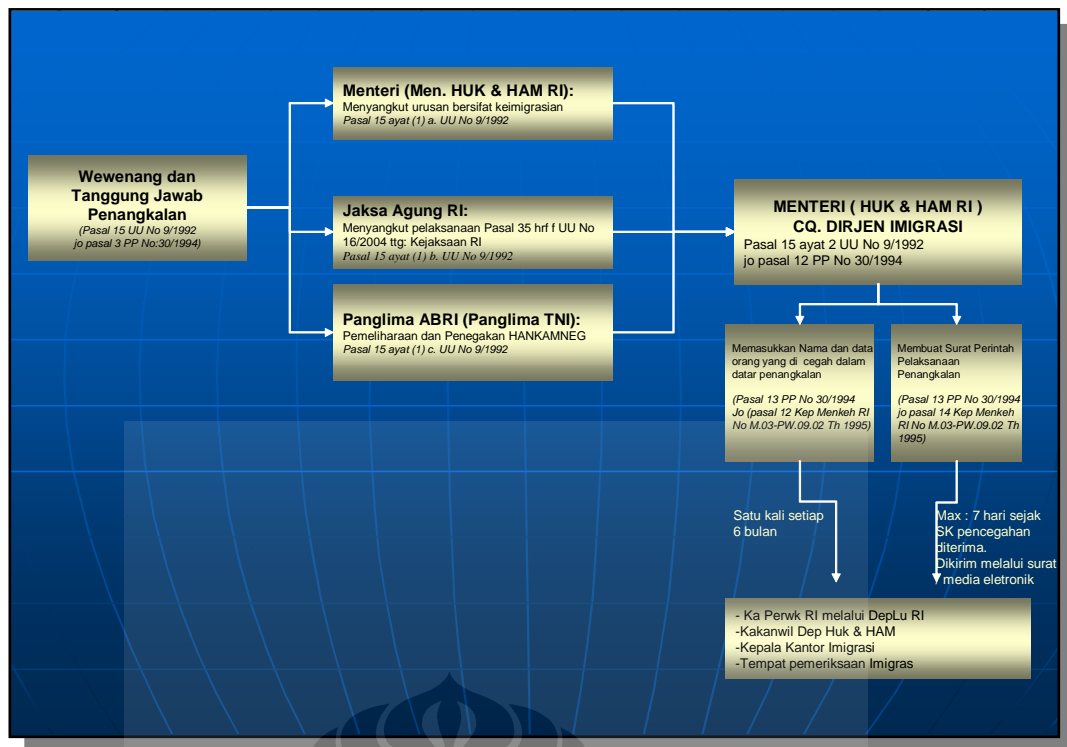 Wewenang dan
Tanggung Jawab
Penangkalan
(Pasal 15 UU No 9/1992
jo pasal 3 PP No:30/1994)
Menteri (Men. HUK & HAM RI):
Menyangkut urusan bersifat keimigrasian
Pasal 15 ayat (1) a. UU No 9/1992
Jaksa Agung RI:
Menyangkut pelaksanaan Pasal 35 hrf f UU No
16/2004 ttg: Kejaksaan RI
Pasal 15 ayat (1) b. UU No 9/1992
Panglima ABRI (Panglima TNI):
Pemeliharaan dan Penegakan HANKAMNEG
Pasal 15 ayat (1) c. UU No 9/1992
MENTERI ( HUK & HAM RI )
CQ. DIRJEN IMIGRASI
Pasal 15 ayat 2 UU No 9/1992
jo pasal 12 PP No 30/1994
Memasukkan Nama dan data
orang yang di cegah dalam
datar penangkalan
(Pasal 13 PP No 30/1994
Jo (pasal 12 Kep Menkeh RI
No M.03-PW.09.02 Th 1995)
Membuat Surat Perintah
Pelaksanaan
Penangkalan
(Pasal 13 PP No 30/1994
jo pasal 14 Kep Menkeh
RI No M.03-PW.09.02 Th
1995)
Satu kali setiap
6 bulan
Max : 7 hari sejak
SK pencegahan
diterima.
Dikirim melalui surat
/ media eletronik
- Ka Perwk RI melalui DepLu RI
-Kakanwil Dep Huk & HAM
-Kepala Kantor Imigrasi
-Tempat pemeriksaan Imigras